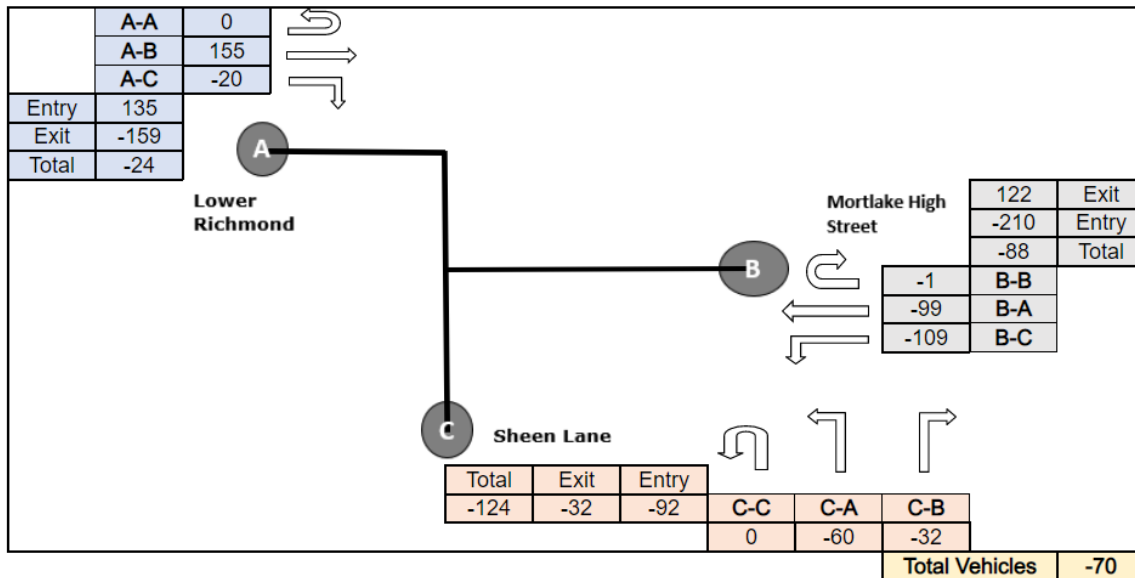 A-A 0
A-B 155
A-C -20
Entry 135
Exit -159
Total -24
A
Lower
Richmond
Mortlake High
Street
122 Exit
-210 Entry
-88 Total
B
-1 B-B
-99 B-A
-109 B-C
C
Sheen Lane
Total Exit Entry
-124 -32 -92
C-C C-A C-B
0 -60 -32
Total Vehicles -70